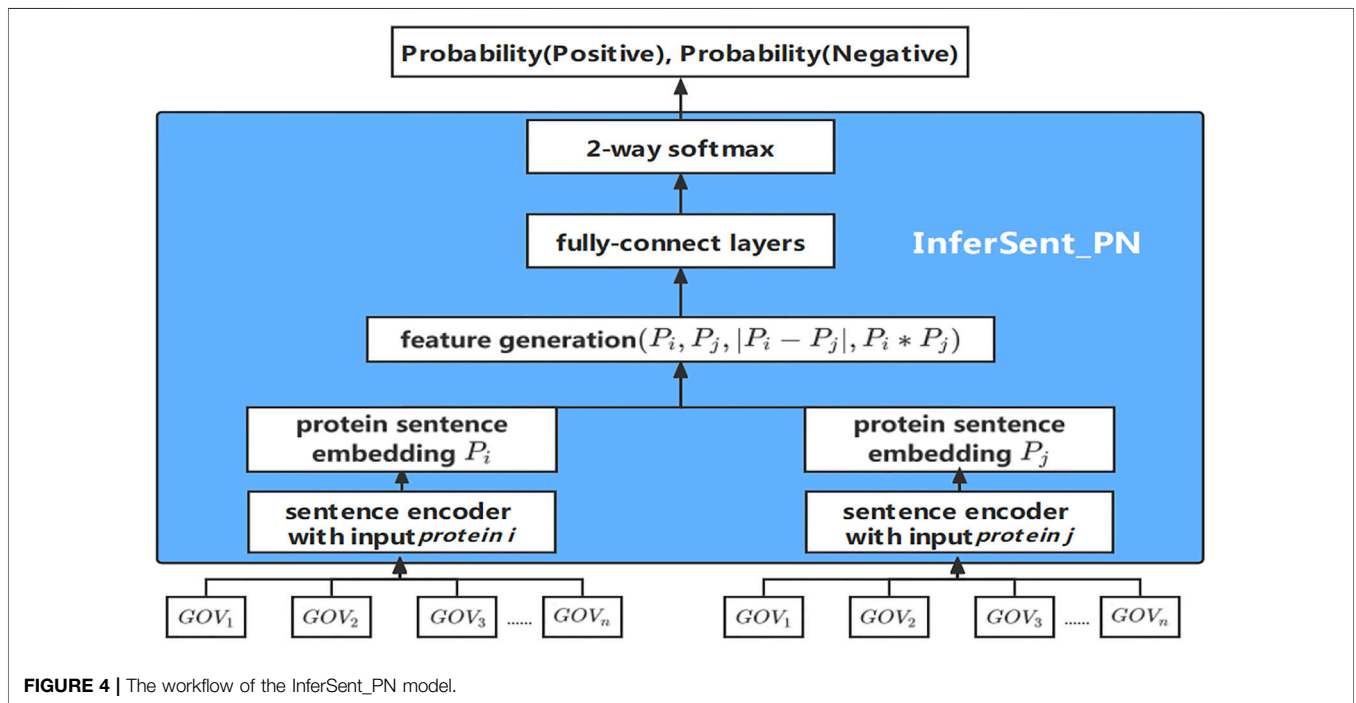 Probability(Positive), Probability(Negative)
2-way softmax
fully-connect layers
InferSent_PN
feature generation(P_i, P_j, |P_i − P_j|, P_i ∗ P_j)
protein sentence
embedding P_i
protein sentence
embedding P_j
sentence encoder
with input protein i
sentence encoder
with input protein j
GOV_1 GOV_2 GOV_3 ...... GOV_n GOV_1 GOV_2 GOV_3 ...... GOV_n
FIGURE 4 | The workflow of the InferSent_PN model.